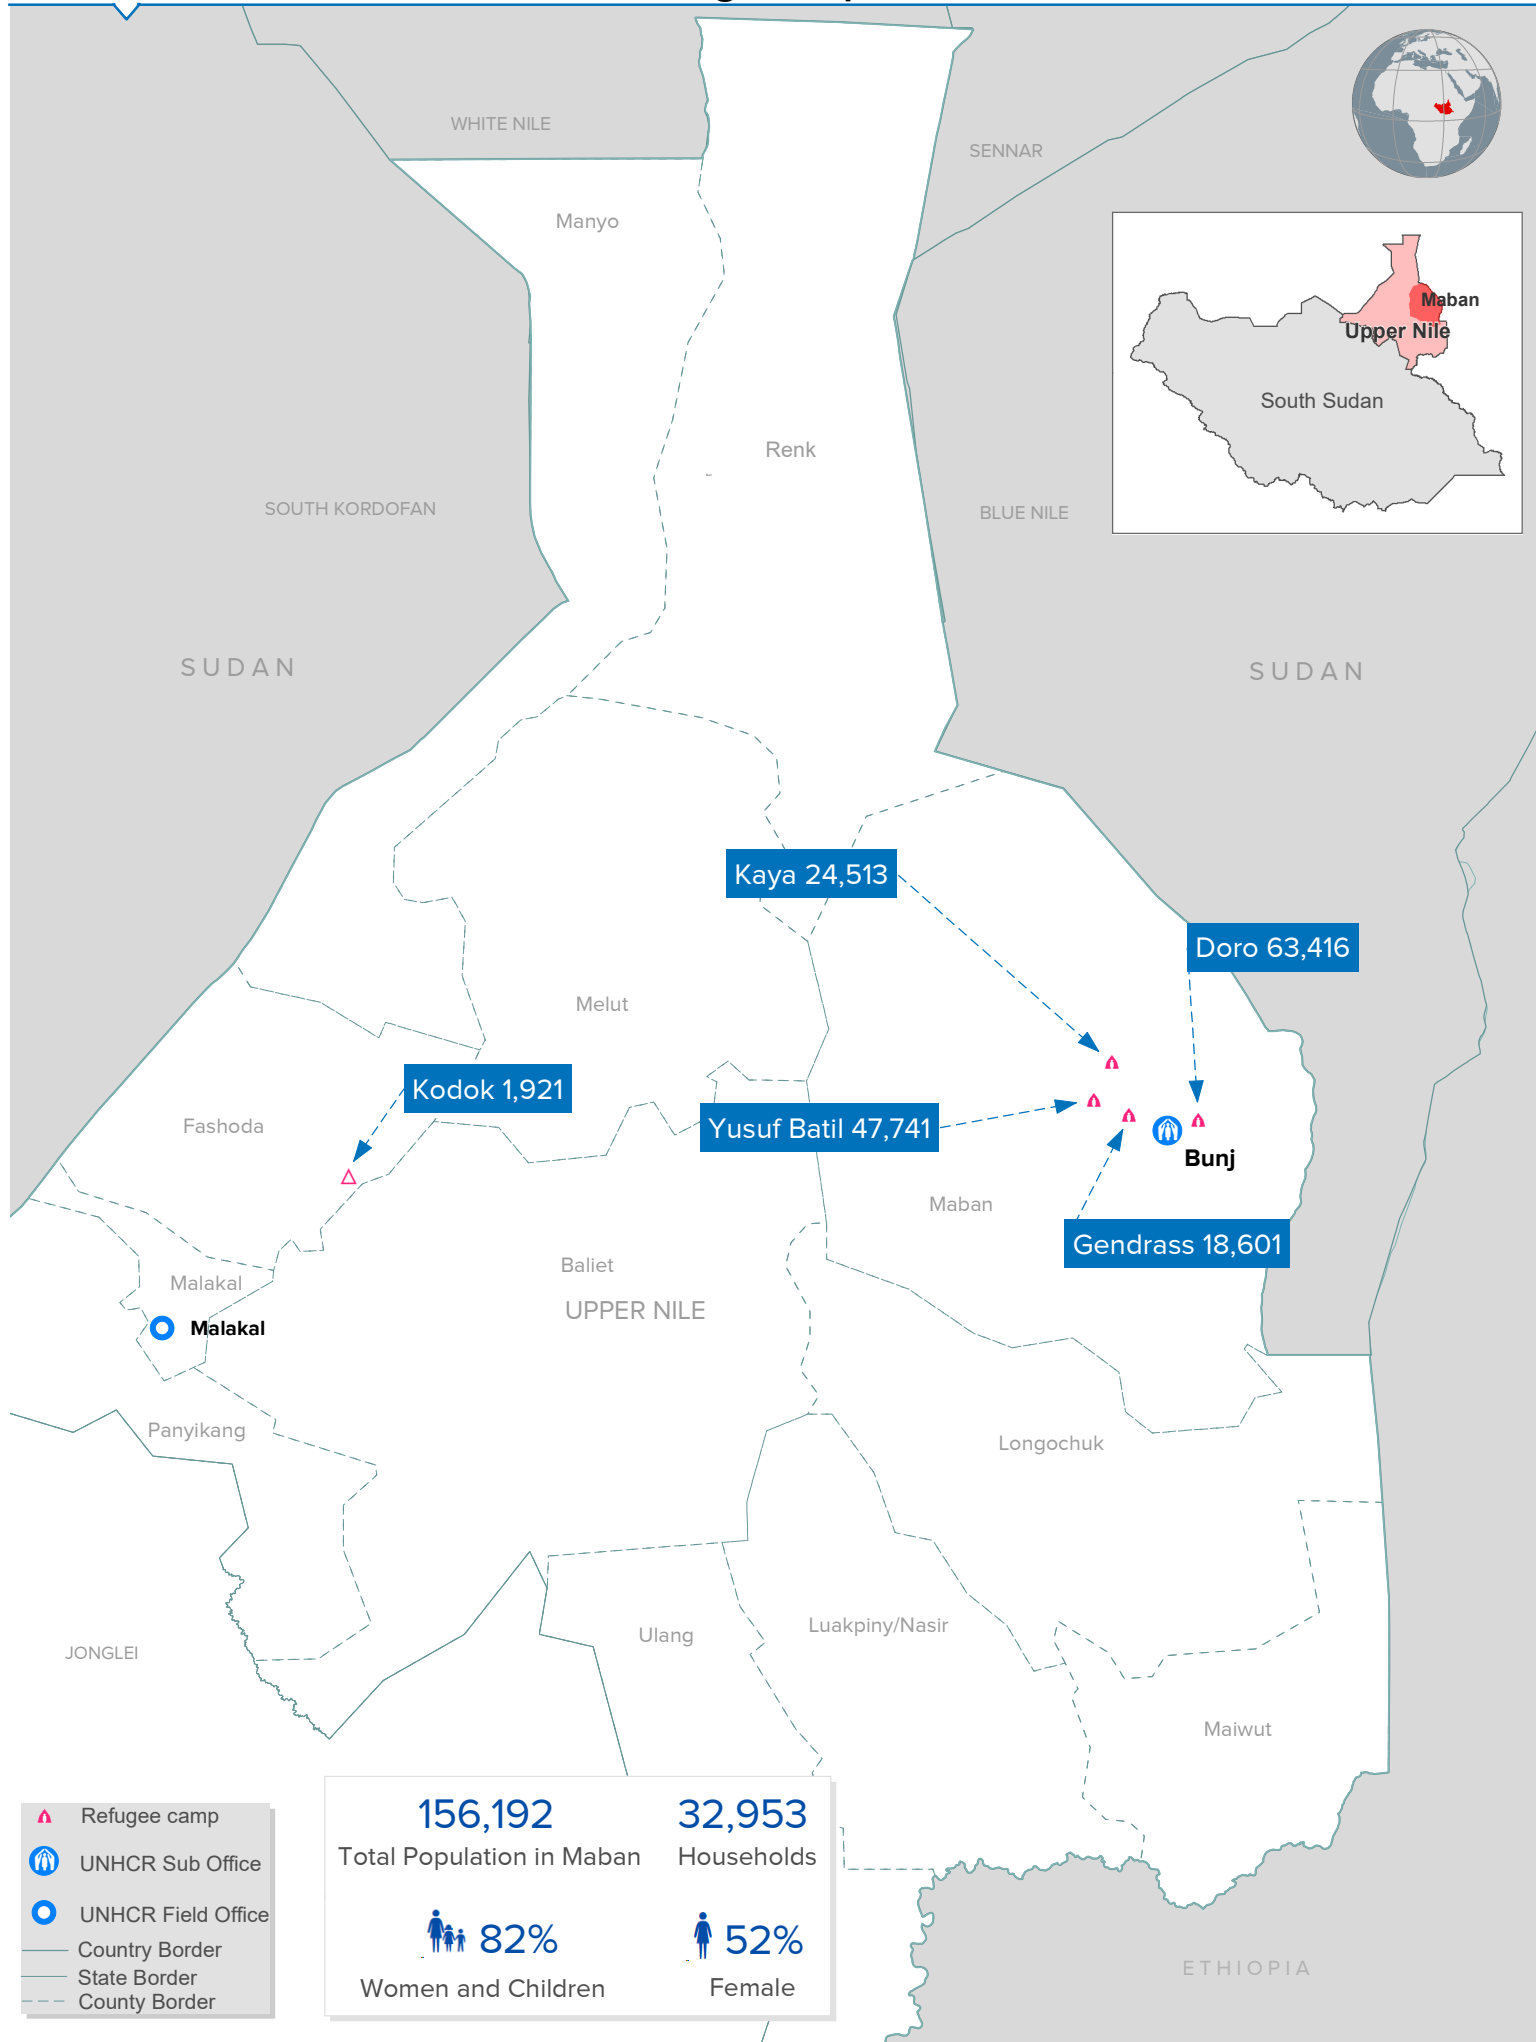 WHITE NILE
SENNAR
Manyo
Maban
Upper Nile
South Sudan
Renk
SOUTH KORDOFAN
BLUE NILE
SUDAN
SUDAN
Kaya 24,513
Doro 63,416
Melut
Kodok 1,921
Fashoda
Yusuf Batil 47,741
Bunj
Maban
Gendrass 18,601
Baliet
Malakal
UPPER NILE
Malakal
Panyikang
Longochuk
Luakpiny/Nasir
Ulang
JONGLEI
Maiwut
156,192
Total Population in Maban
32,953
Households
82%
Women and Children
52%
Female
Refugee camp
UNHCR Sub Office
UNHCR Field Office
Country Border
State Border
County Border
ETHIOPIA